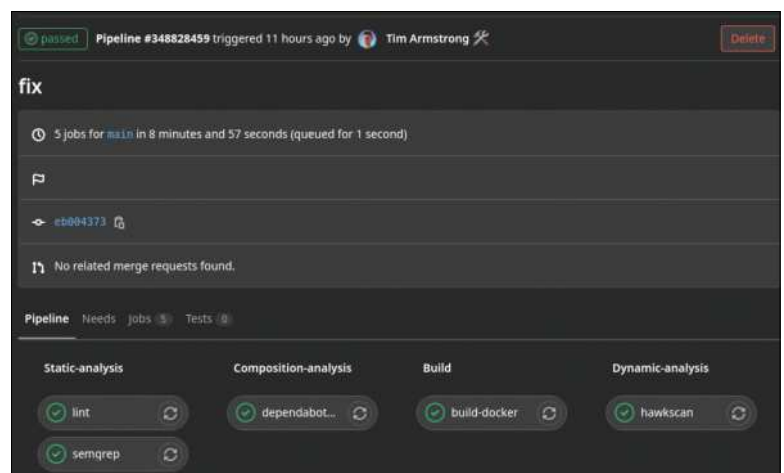 passed Pipeline #348828459 triggered 11 hours ago by Tim Armstrong Delete
fix
5 jobs for main in 8 minutes and 57 seconds (queued for 1 second)
eb004373
No related merge requests found.
Pipeline Needs Jobs 5 Tests 0
Static-analysis Composition-analysis Build Dynamic-analysis
lint dependabot... build-docker hawkscan
semgrep